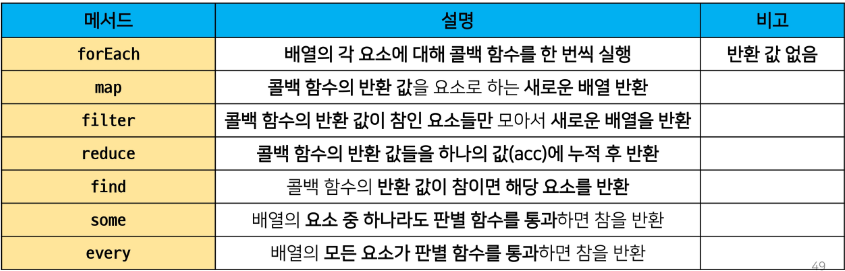 메서드 설명 비고
forEach 배열의 각 요소에 대해 콜백 함수를 한 번씩 실행 반환 값 없음
map 콜백 함수의 반환 값을 요소로 하는 새로운 배열 반환
filter 콜백 함수의 반환 값이 참인 요소들만 모아서 새로운 배열을 반환
reduce 콜백 함수의 반환 값들을 하나의 값(acc)에 누적 후 반환
find 콜백 함수의 반환 값이 참이면 해당 요소를 반환
some 배열의 요소 중 하나라도 판별 함수를 통과하면 참을 반환
every 배열의 모든 요소가 판별 함수를 통과하면 참을 반환
49